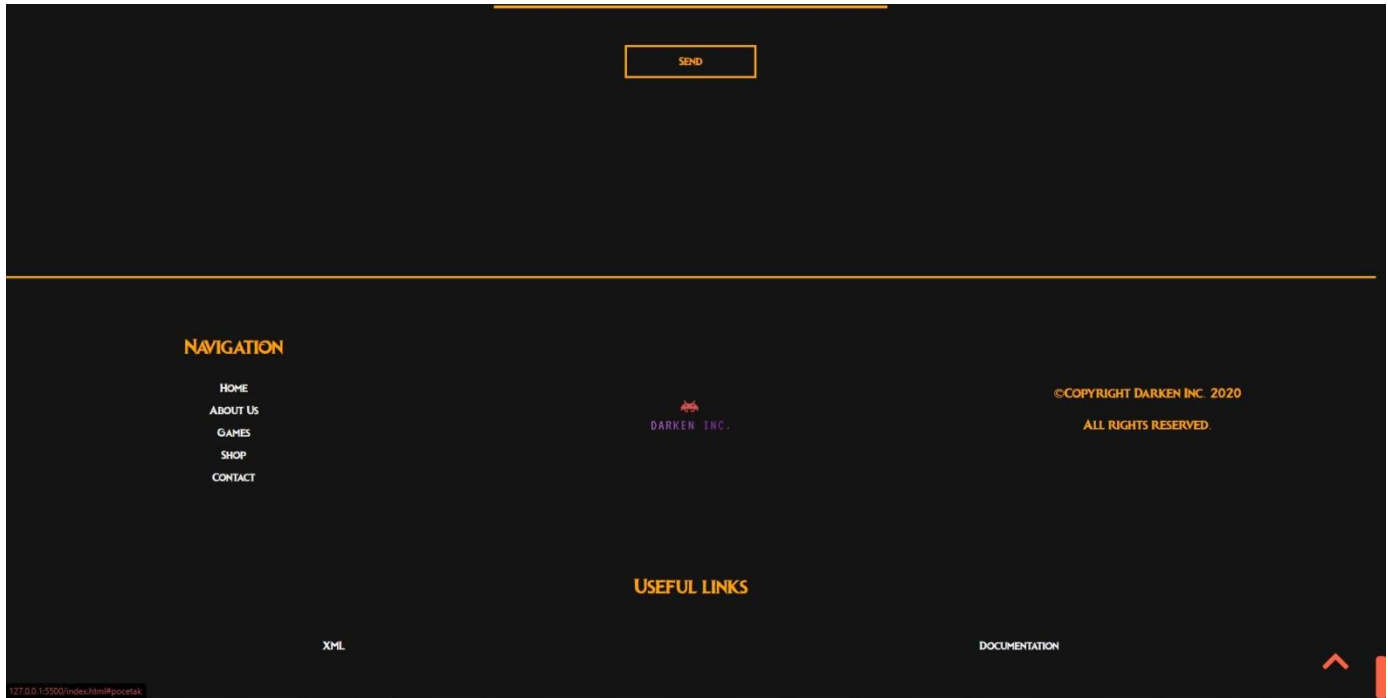 Send
Navigation
Home
About Us
Games
Shop
Contact
DARKEN INC.
©Copyright Darken Inc. 2020
All rights reserved.
Useful links
XML
Documentation
127.0.0.1:5500/index.html#pocetak